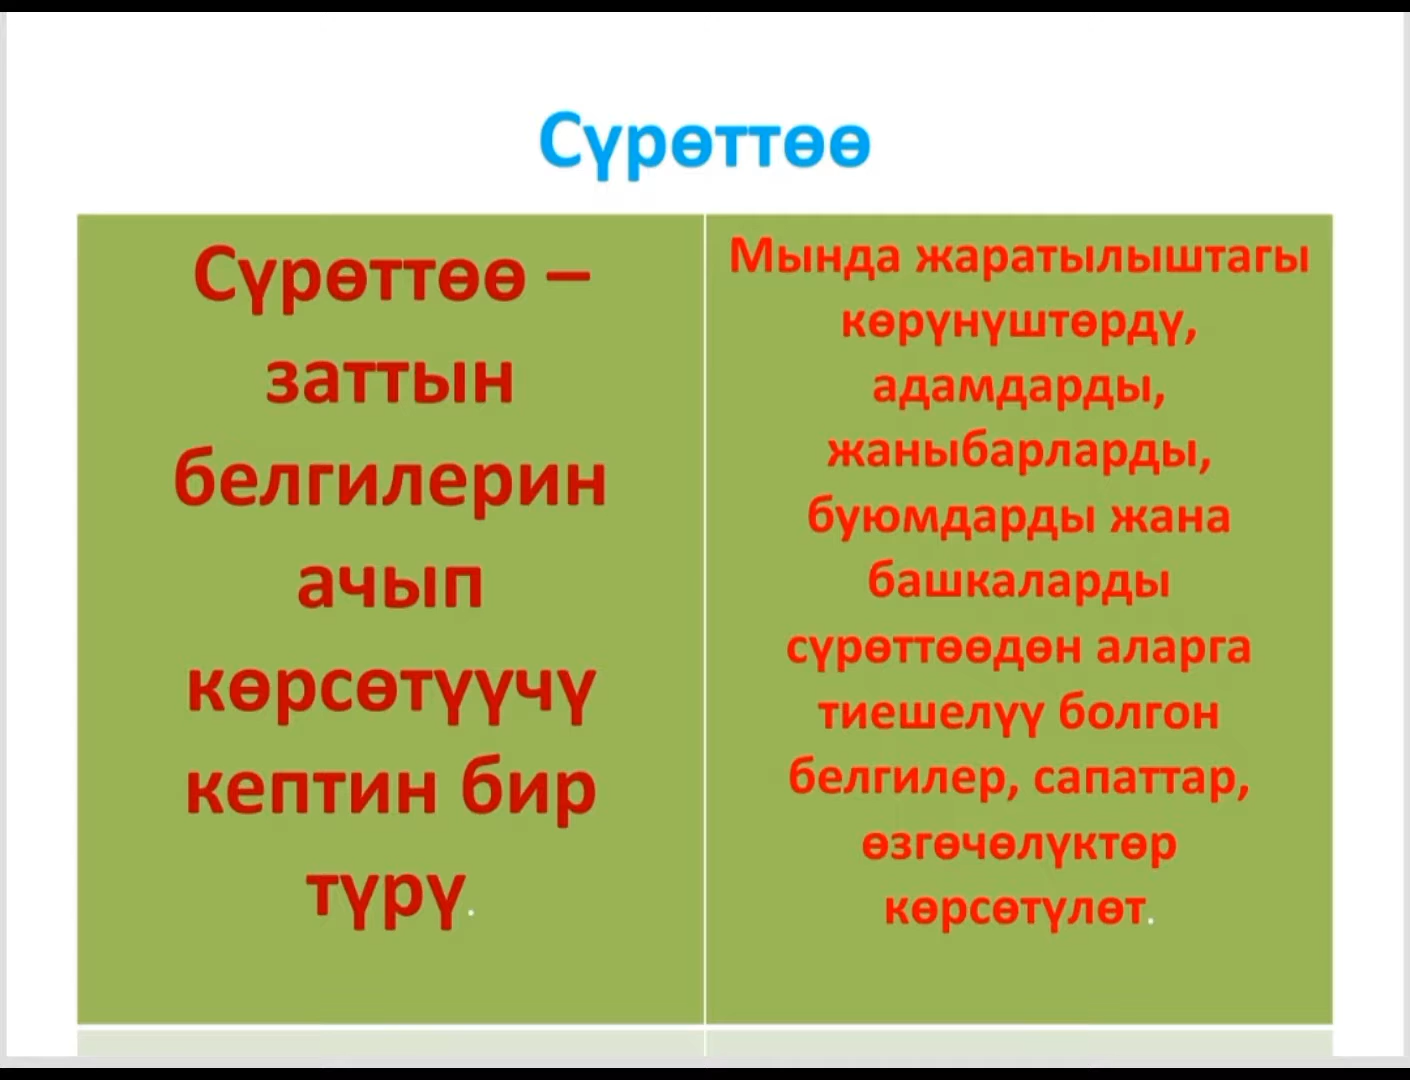 Сүрөттөө
Сүрөттөө –
заттын
белгилерин
ачып
көрсөтүүчү
кептин бир
түрү.
Мында жаратылыштагы
көрүнүштөрдү,
адамдарды,
жаныбарларды,
буюмдарды жана
башкаларды
сүрөттөөдөн аларга
тиешелүү болгон
белгилер, сапаттар,
өзгөчөлүктөр
көрсөтүлөт.